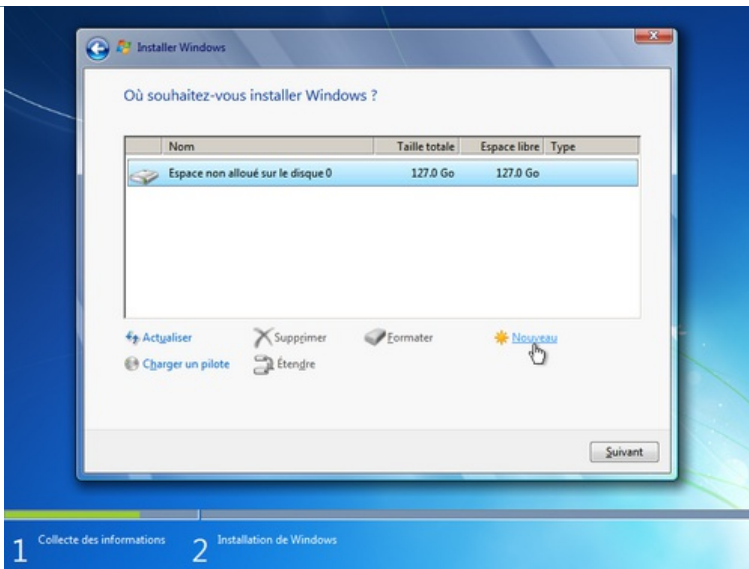 Installer Windows
Où souhaitez-vous installer Windows ?
Nom Taille totale Espace libre Type
Espace non alloué sur le disque 0 127.0 Go 127.0 Go
Actualiser Supprimer Formater Nouveau
Charger un pilote Étendre
Suivant
1 Collecte des informations 2 Installation de Windows